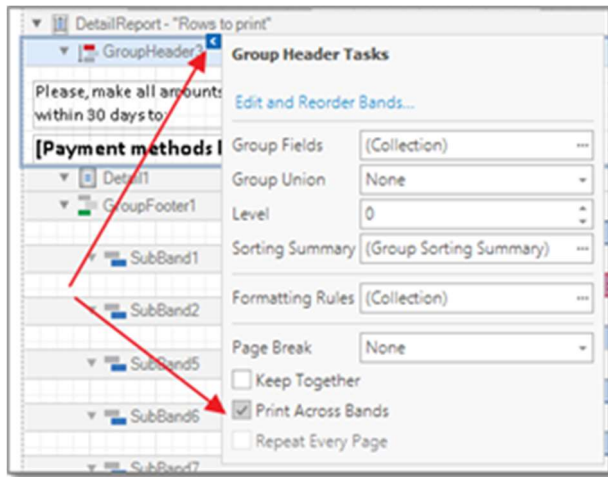 DetailReport - "Rows to print"
GroupHeader3
Please, make all amounts
within 30 days to:
[Payment methods
Detail1
GroupFooter1
SubBand1
SubBand2
SubBand5
SubBand6
SubBand7
Group Header Tasks
Edit and Reorder Bands...
Group Fields (Collection) ...
Group Union None
Level 0
Sorting Summary (Group Sorting Summary) ...
Formatting Rules (Collection) ...
Page Break None
Keep Together
Print Across Bands
Repeat Every Page